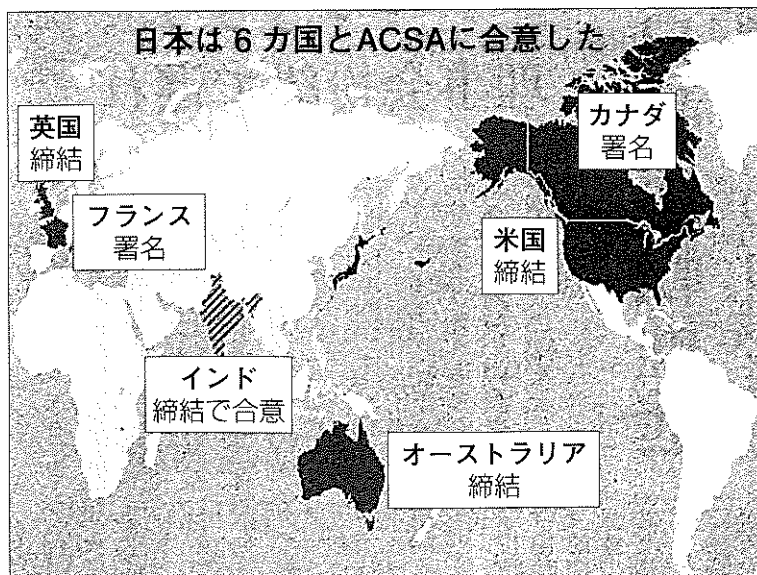 日本は6カ国とACSAに合意した
英国
締結
フランス
署名
カナダ
署名
米国
締結
インド
締結で合意
オーストラリア
締結